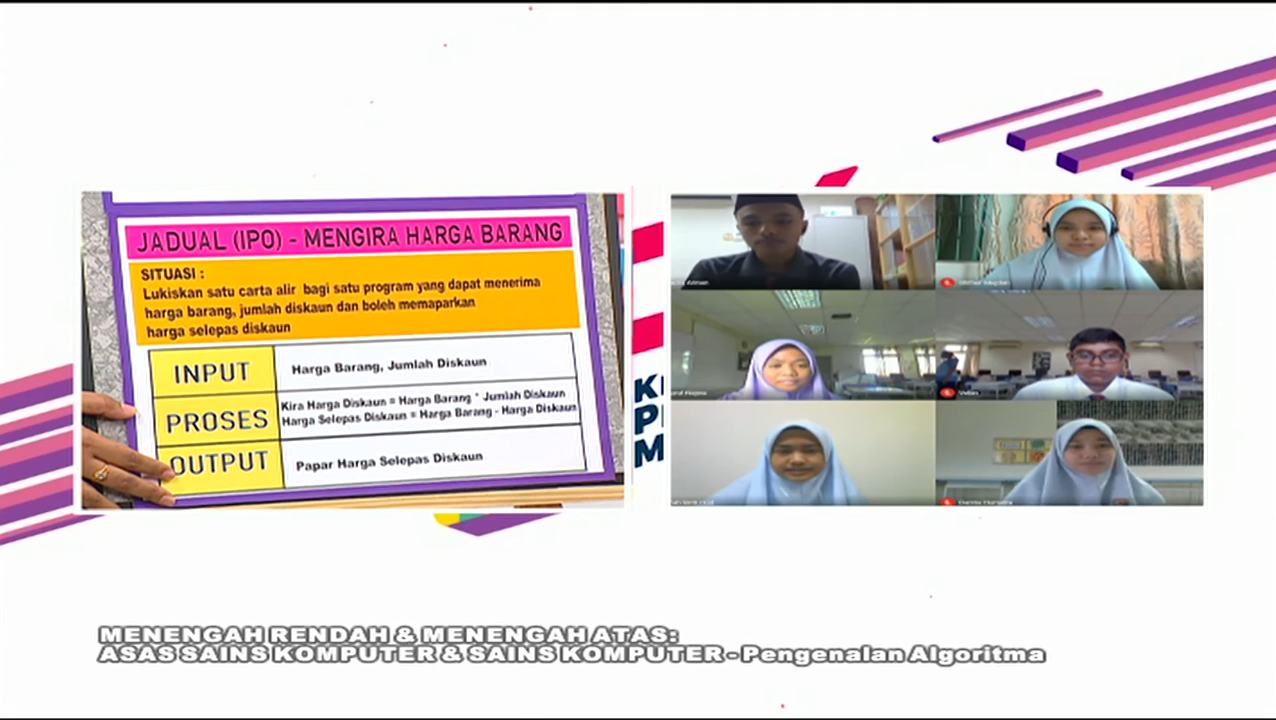 JADUAL (IPO) - MENGIRA HARGA BARANG
SITUASI :
Lukiskan satu carta alir bagi satu program yang dapat menerima
harga barang, jumlah diskaun dan boleh memaparkan
harga selepas diskaun
INPUT
Harga Barang, Jumlah Diskaun
PROSES
Kira Harga Diskaun = Harga Barang * Jumlah Diskaun
Harga Selepas Diskaun = Harga Barang - Harga Diskaun
OUTPUT
Papar Harga Selepas Diskaun
MENENGAH RENDAH & MENENGAH ATAS:
ASAS SAINS KOMPUTER & SAINS KOMPUTER - Pengenalan Algoritma